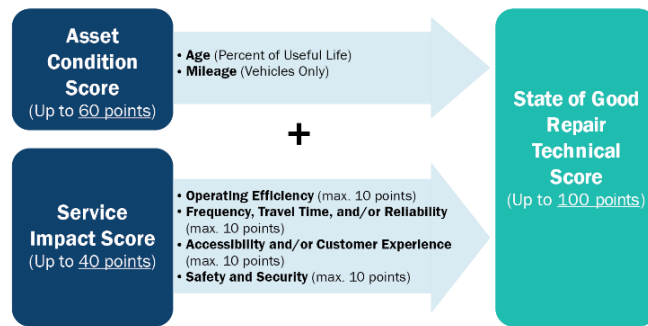 Asset
Condition
Score
(Up to 60 points)
• Age (Percent of Useful Life)
• Mileage (Vehicles Only)
+
Service
Impact Score
(Up to 40 points)
• Operating Efficiency (max. 10 points)
• Frequency, Travel Time, and/or Reliability
(max. 10 points)
• Accessibility and/or Customer Experience
(max. 10 points)
• Safety and Security (max. 10 points)
State of Good
Repair
Technical
Score
(Up to 100 points)